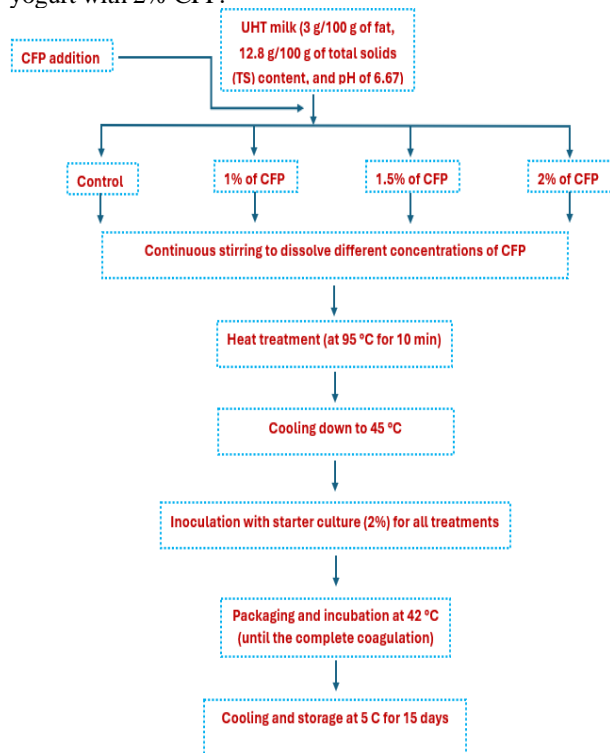 yogurt with 2% CFP.
UHT milk (3 g/100 g of fat,
12.8 g/100 g of total solids
(TS) content, and pH of 6.67)
CFP addition
Control
1% of CFP
1.5% of CFP
2% of CFP
Continuous stirring to dissolve different concentrations of CFP
Heat treatment (at 95 °C for 10 min)
Cooling down to 45 °C
Inoculation with starter culture (2%) for all treatments
Packaging and incubation at 42 °C
(until the complete coagulation)
Cooling and storage at 5 C for 15 days